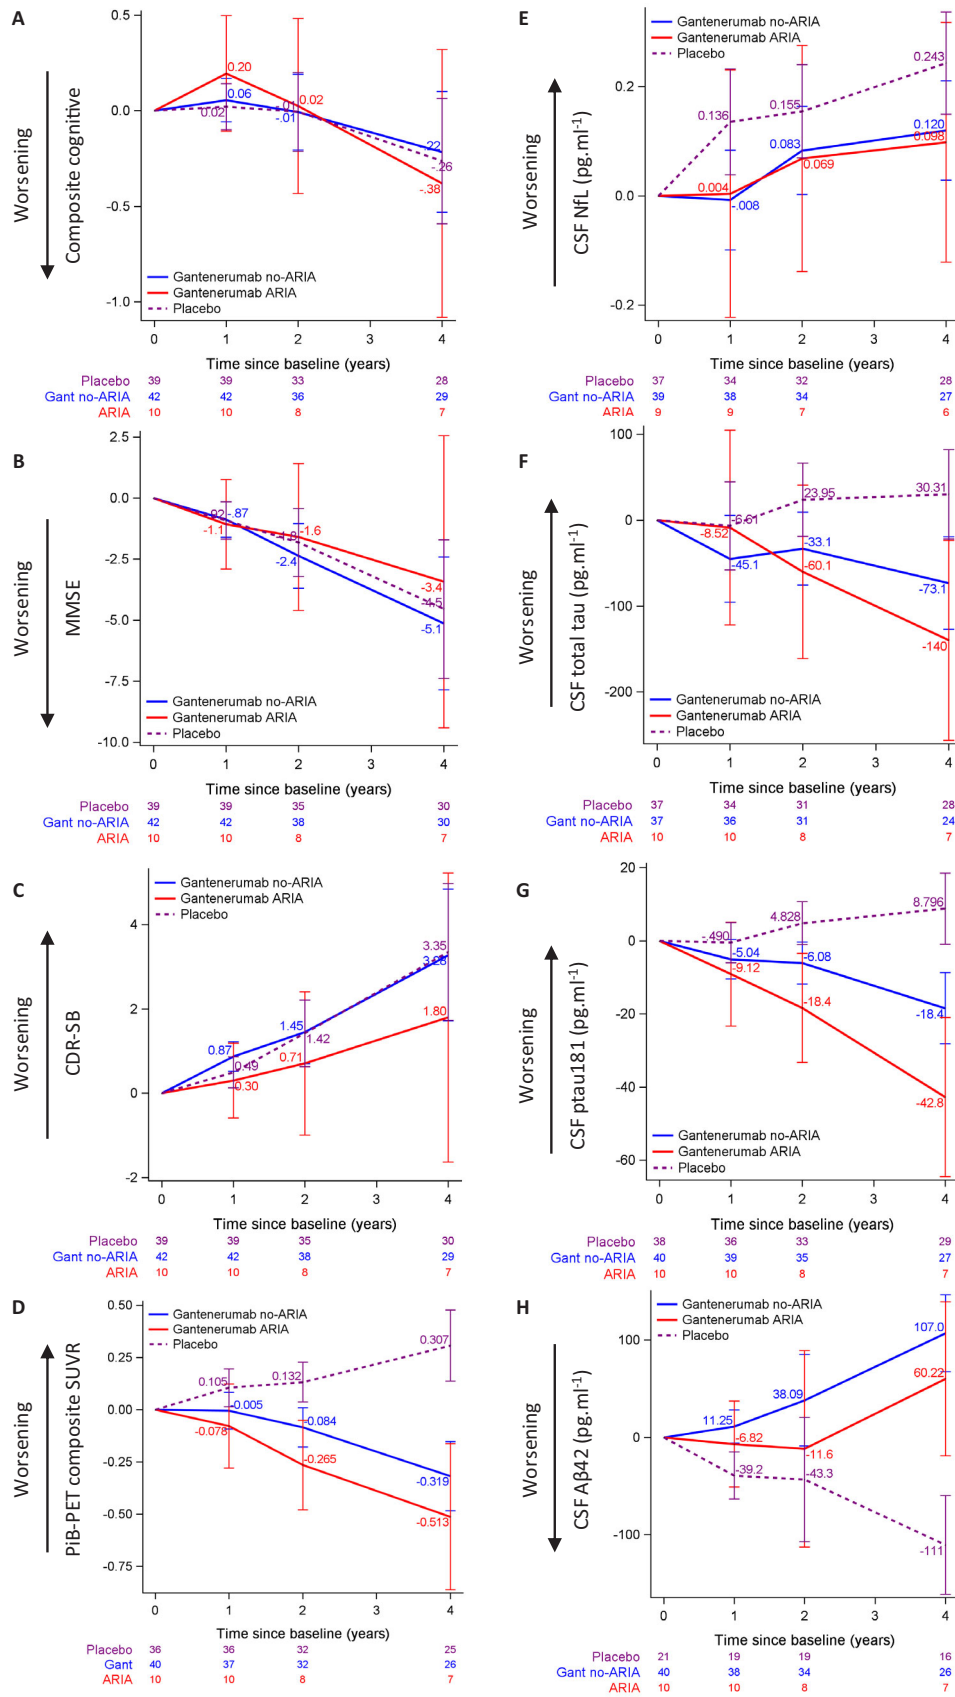 A
Worsening
Composite cognitive
0.5
0.0
-0.5
-1.0
0.20
0.06
0.02
.01
-.01
0.02
-.22
-.26
-.38
Gantenerumab no-ARIA
Gantenerumab ARIA
Placebo
0 1 2 3 4
Time since baseline (years)
Placebo 39 39 33 28
Gant no-ARIA 42 42 36 29
ARIA 10 10 8 7
B
Worsening
MMSE
2.5
0.0
-2.5
-5.0
-7.5
-10.0
-.92
-.87
-1.1
-1.8
-1.6
-2.4
-3.4
-4.5
-5.1
Gantenerumab no-ARIA
Gantenerumab ARIA
Placebo
0 1 2 3 4
Time since baseline (years)
Placebo 39 39 35 30
Gant no-ARIA 42 42 38 30
ARIA 10 10 8 7
C
Worsening
CDR-SB
4
2
0
-2
Gantenerumab no-ARIA
Gantenerumab ARIA
Placebo
0.87
0.49
0.30
1.45
1.42
0.71
3.35
3.28
1.80
0 1 2 3 4
Time since baseline (years)
Placebo 39 39 35 30
Gant no-ARIA 42 42 38 29
ARIA 10 10 8 7
D
Worsening
PiB-PET composite SUVR
0.50
0.25
0.00
-0.25
-0.50
-0.75
Gantenerumab no-ARIA
Gantenerumab ARIA
Placebo
0.105
-0.005
-0.078
0.132
-0.084
-0.265
0.307
-0.319
-0.513
0 1 2 3 4
Time since baseline (years)
Placebo 36 36 32 25
Gant 40 37 32 26
ARIA 10 10 8 7
E
Worsening
CSF NfL (pg.ml-1)
0.2
0.0
-0.2
Gantenerumab no-ARIA
Gantenerumab ARIA
Placebo
0.136
0.004
-.008
0.155
0.083
0.069
0.243
0.120
0.098
0 1 2 3 4
Time since baseline (years)
Placebo 37 34 32 28
Gant no-ARIA 39 38 34 27
ARIA 9 9 7 6
F
Worsening
CSF total tau (pg.ml-1)
100
0
-100
-200
-6.61
-8.52
-45.1
23.95
-33.1
-60.1
30.31
-73.1
-140
Gantenerumab no-ARIA
Gantenerumab ARIA
Placebo
0 1 2 3 4
Time since baseline (years)
Placebo 37 34 31 28
Gant no-ARIA 37 36 31 24
ARIA 10 10 8 7
G
Worsening
CSF ptau181 (pg.ml-1)
20
0
-20
-40
-60
-.490
-5.04
-9.12
4.828
-6.08
-18.4
8.796
-18.4
-42.8
Gantenerumab no-ARIA
Gantenerumab ARIA
Placebo
0 1 2 3 4
Time since baseline (years)
Placebo 38 36 33 29
Gant no-ARIA 40 39 35 27
ARIA 10 10 8 7
H
Worsening
CSF Aβ42 (pg.ml-1)
100
0
-100
Gantenerumab no-ARIA
Gantenerumab ARIA
Placebo
11.25
-6.82
-39.2
38.09
-11.6
-43.3
107.0
60.22
-111
0 1 2 3 4
Time since baseline (years)
Placebo 21 19 19 16
Gant no-ARIA 40 38 34 26
ARIA 10 10 8 7